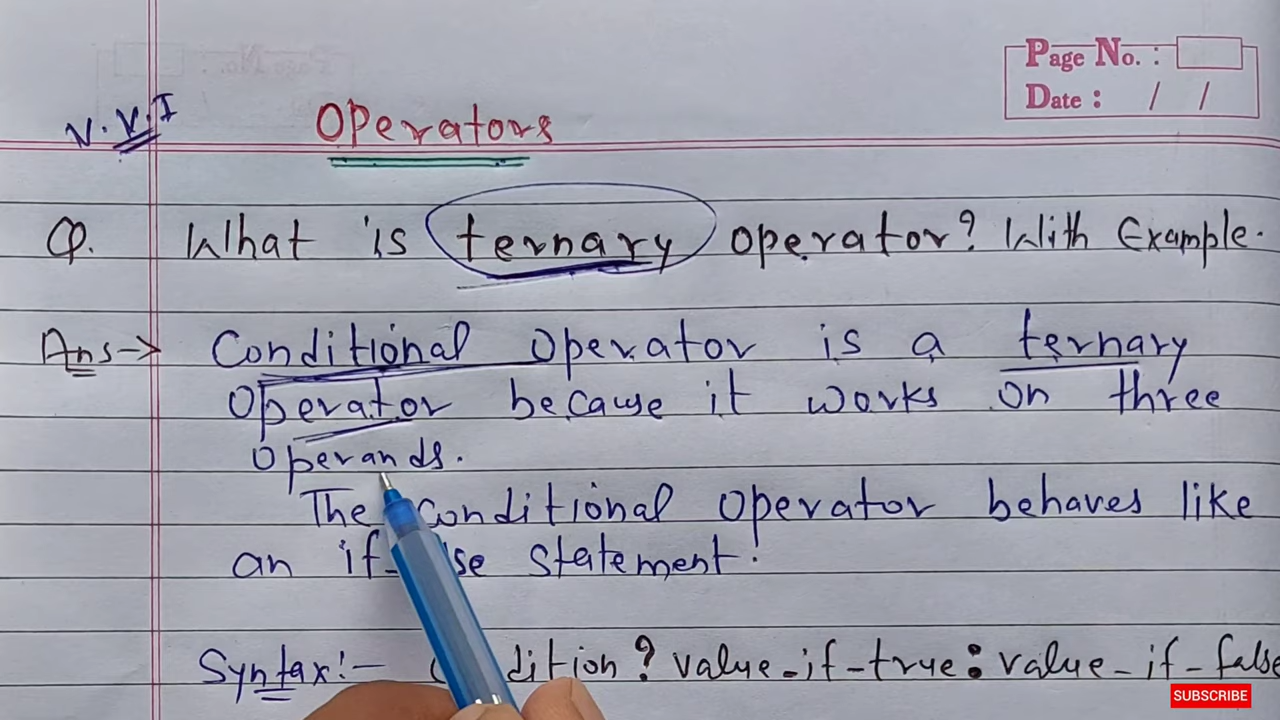 Page No. :
Date : / /
V.V.I
Operators
Q. What is ternary operator? With Example.
Ans-> Conditional Operator is a ternary
Operator because it works on three
Operands.
The Conditional Operator behaves like
an if statement.
Syntax:- value-if-true: value-if-false
SUBSCRIBE